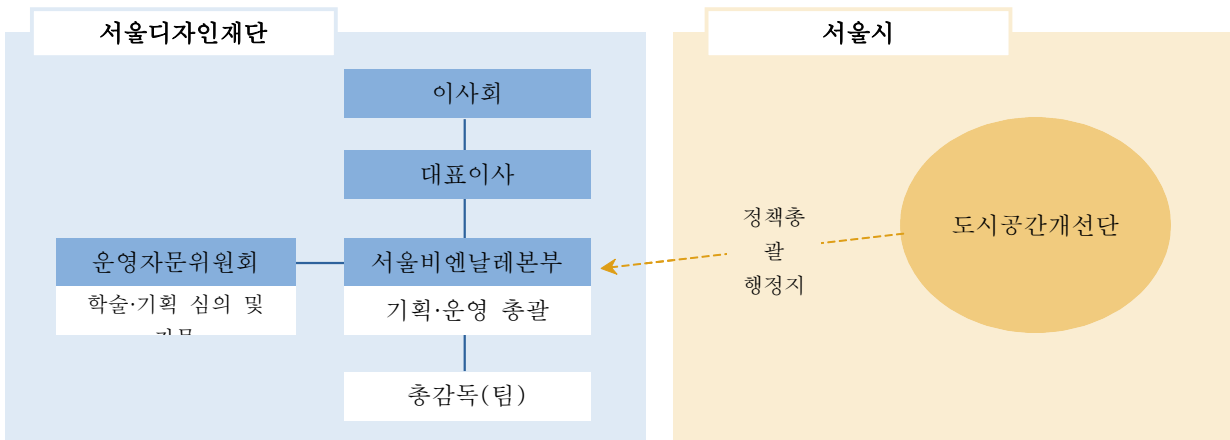 서울디자인재단
이사회
대표이사
운영자문위원회
학술·기획 심의 및
서울비엔날레본부
기획·운영 총괄
총감독(팀)
서울시
정책총
괄
행정지
도시공간개선단